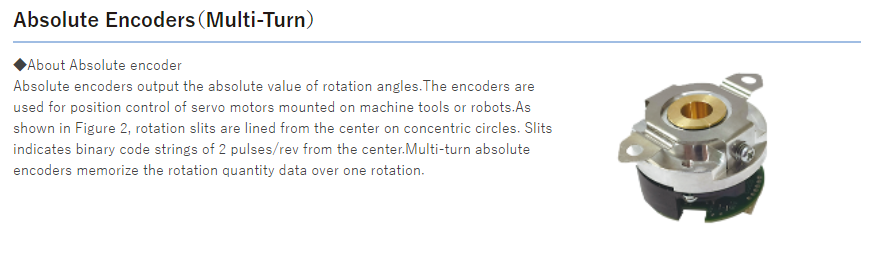 Absolute Encoders（Multi-Turn）
◆About Absolute encoder
Absolute encoders output the absolute value of rotation angles.The encoders are
used for position control of servo motors mounted on machine tools or robots.As
shown in Figure 2, rotation slits are lined from the center on concentric circles. Slits
indicates binary code strings of 2 pulses/rev from the center.Multi-turn absolute
encoders memorize the rotation quantity data over one rotation.